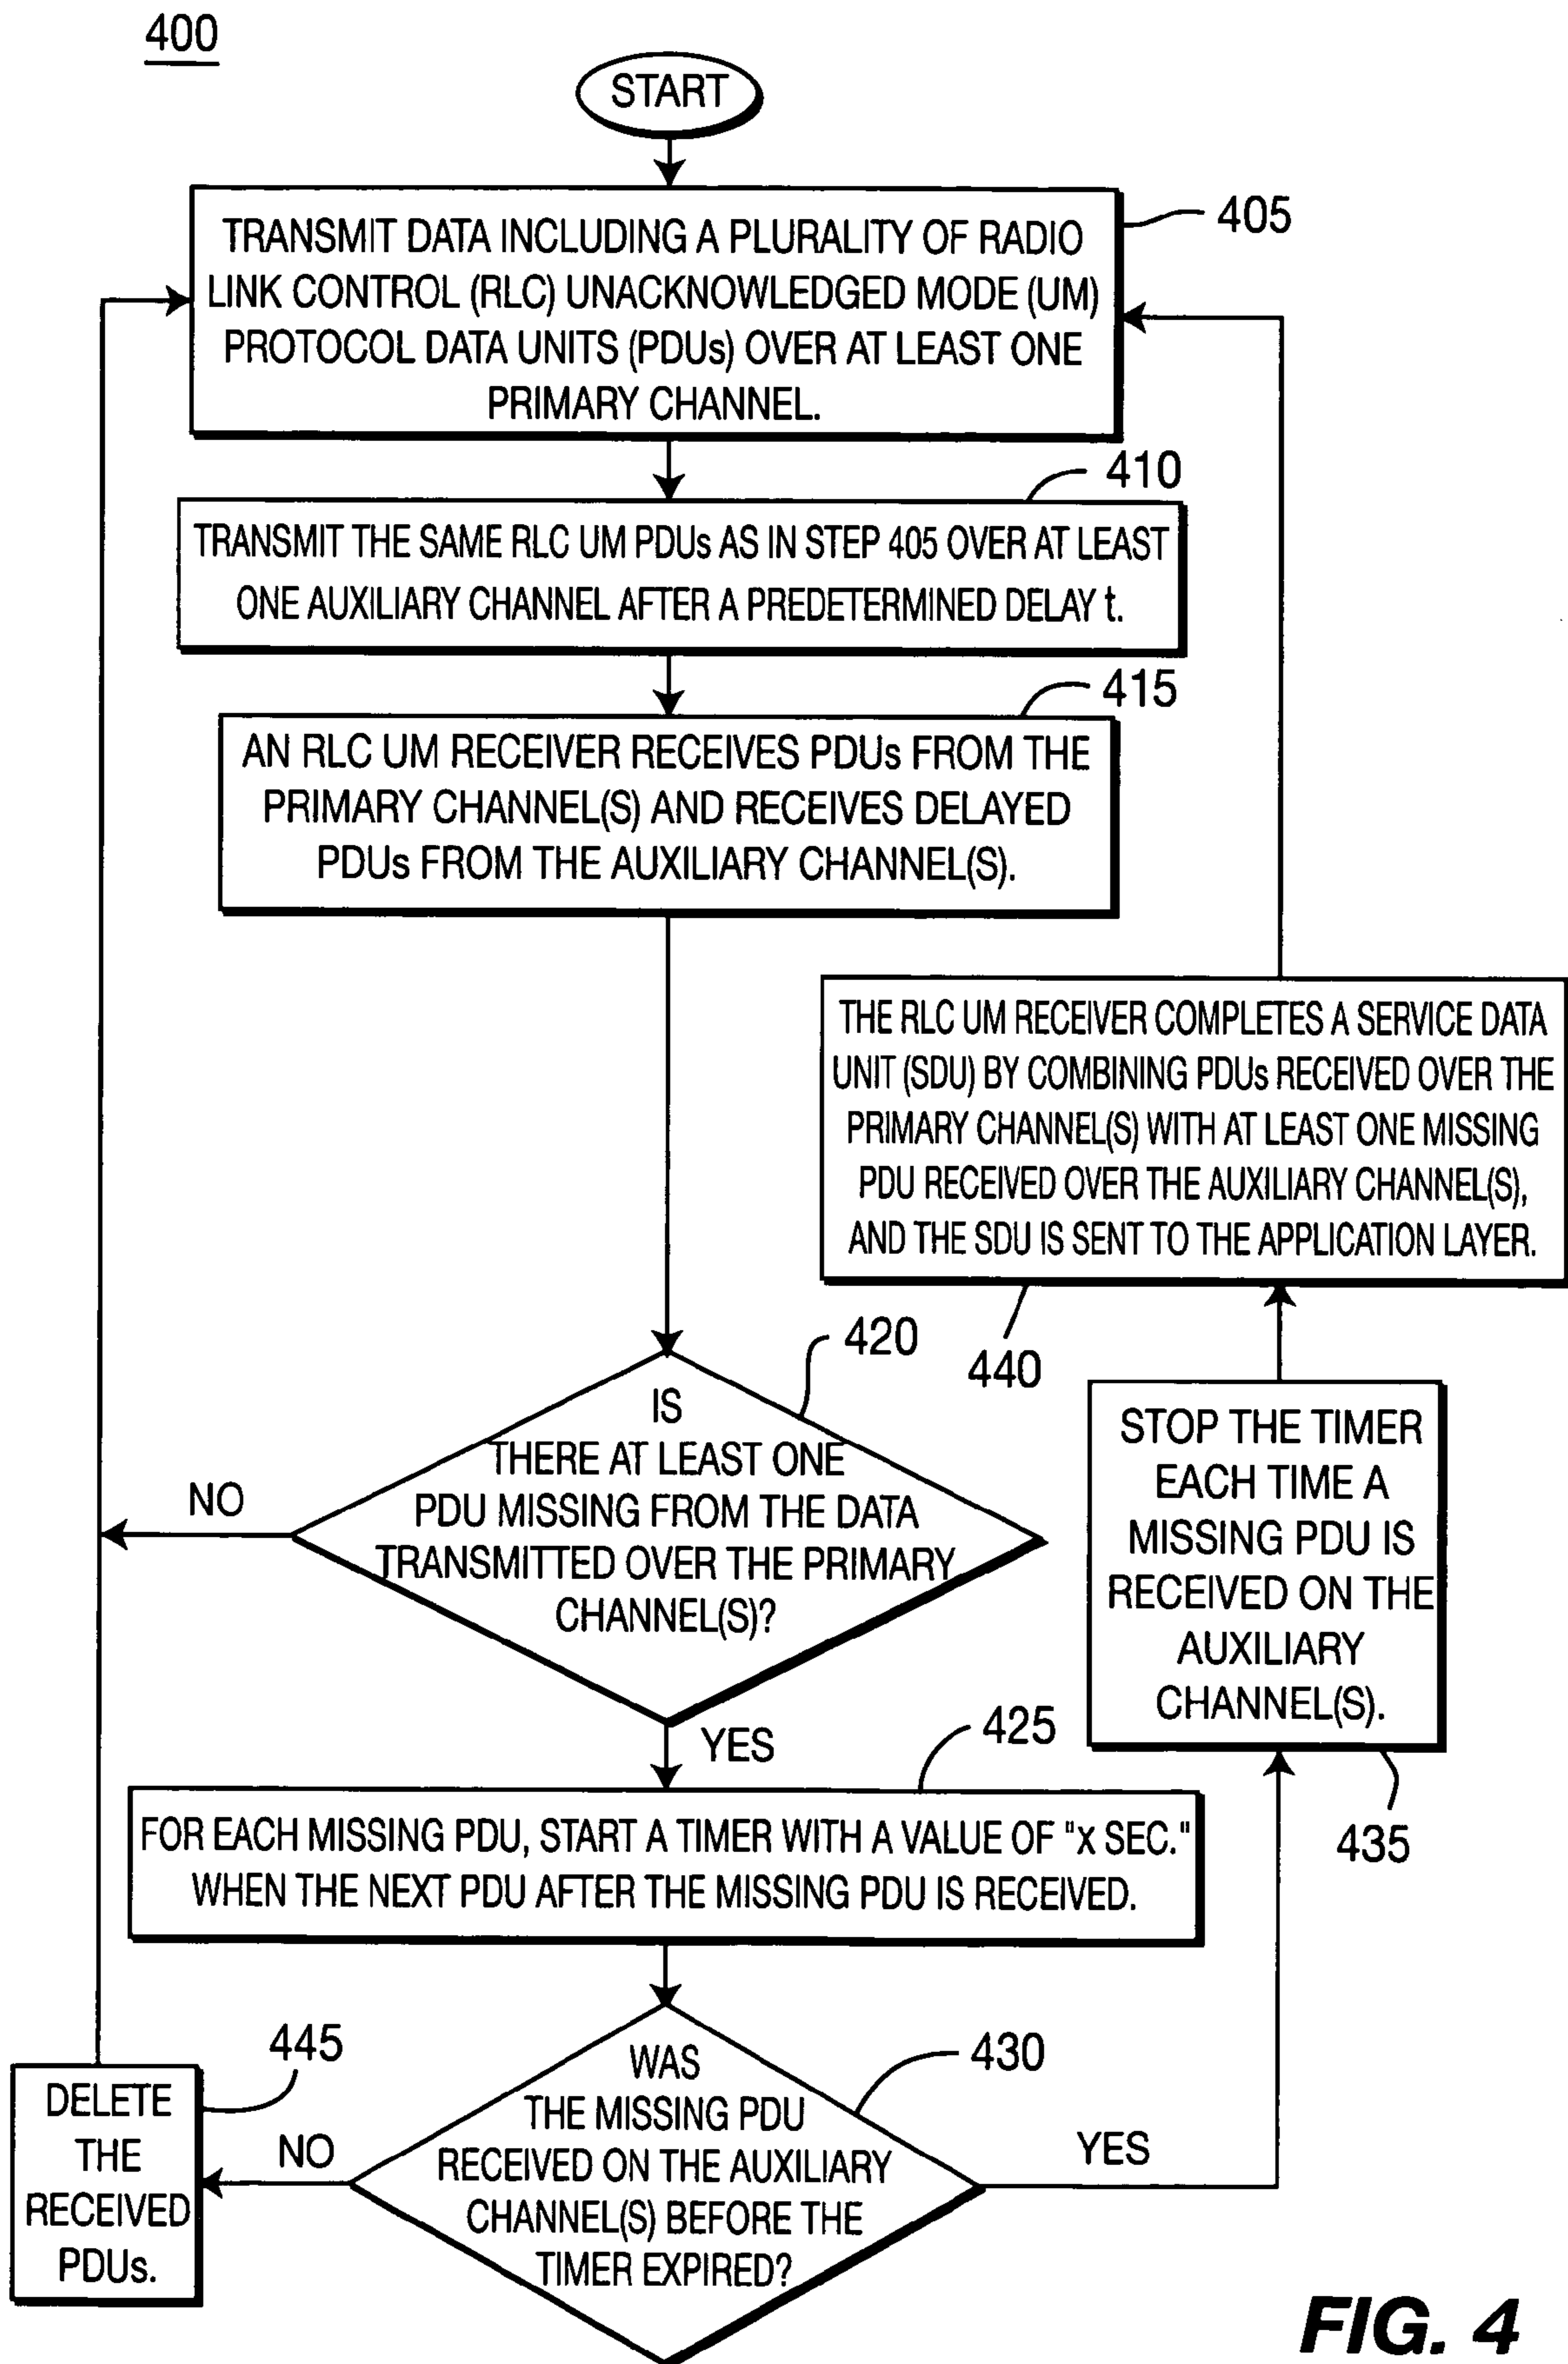 400
START
TRANSMIT DATA INCLUDING A PLURALITY OF RADIO
LINK CONTROL (RLC) UNACKNOWLEDGED MODE (UM)
PROTOCOL DATA UNITS (PDUs) OVER AT LEAST ONE
PRIMARY CHANNEL.
405
410
TRANSMIT THE SAME RLC UM PDUs AS IN STEP 405 OVER AT LEAST
ONE AUXILIARY CHANNEL AFTER A PREDETERMINED DELAY t.
415
AN RLC UM RECEIVER RECEIVES PDUs FROM THE
PRIMARY CHANNEL(S) AND RECEIVES DELAYED
PDUs FROM THE AUXILIARY CHANNEL(S).
THE RLC UM RECEIVER COMPLETES A SERVICE DATA
UNIT (SDU) BY COMBINING PDUs RECEIVED OVER THE
PRIMARY CHANNEL(S) WITH AT LEAST ONE MISSING
PDU RECEIVED OVER THE AUXILIARY CHANNEL(S),
AND THE SDU IS SENT TO THE APPLICATION LAYER.
440
420
IS
THERE AT LEAST ONE
PDU MISSING FROM THE DATA
TRANSMITTED OVER THE PRIMARY
CHANNEL(S)?
NO
YES
STOP THE TIMER
EACH TIME A
MISSING PDU IS
RECEIVED ON THE
AUXILIARY
CHANNEL(S).
435
425
FOR EACH MISSING PDU, START A TIMER WITH A VALUE OF "x SEC."
WHEN THE NEXT PDU AFTER THE MISSING PDU IS RECEIVED.
430
WAS
THE MISSING PDU
RECEIVED ON THE AUXILIARY
CHANNEL(S) BEFORE THE
TIMER EXPIRED?
NO
YES
445
DELETE
THE
RECEIVED
PDUs.
FIG. 4